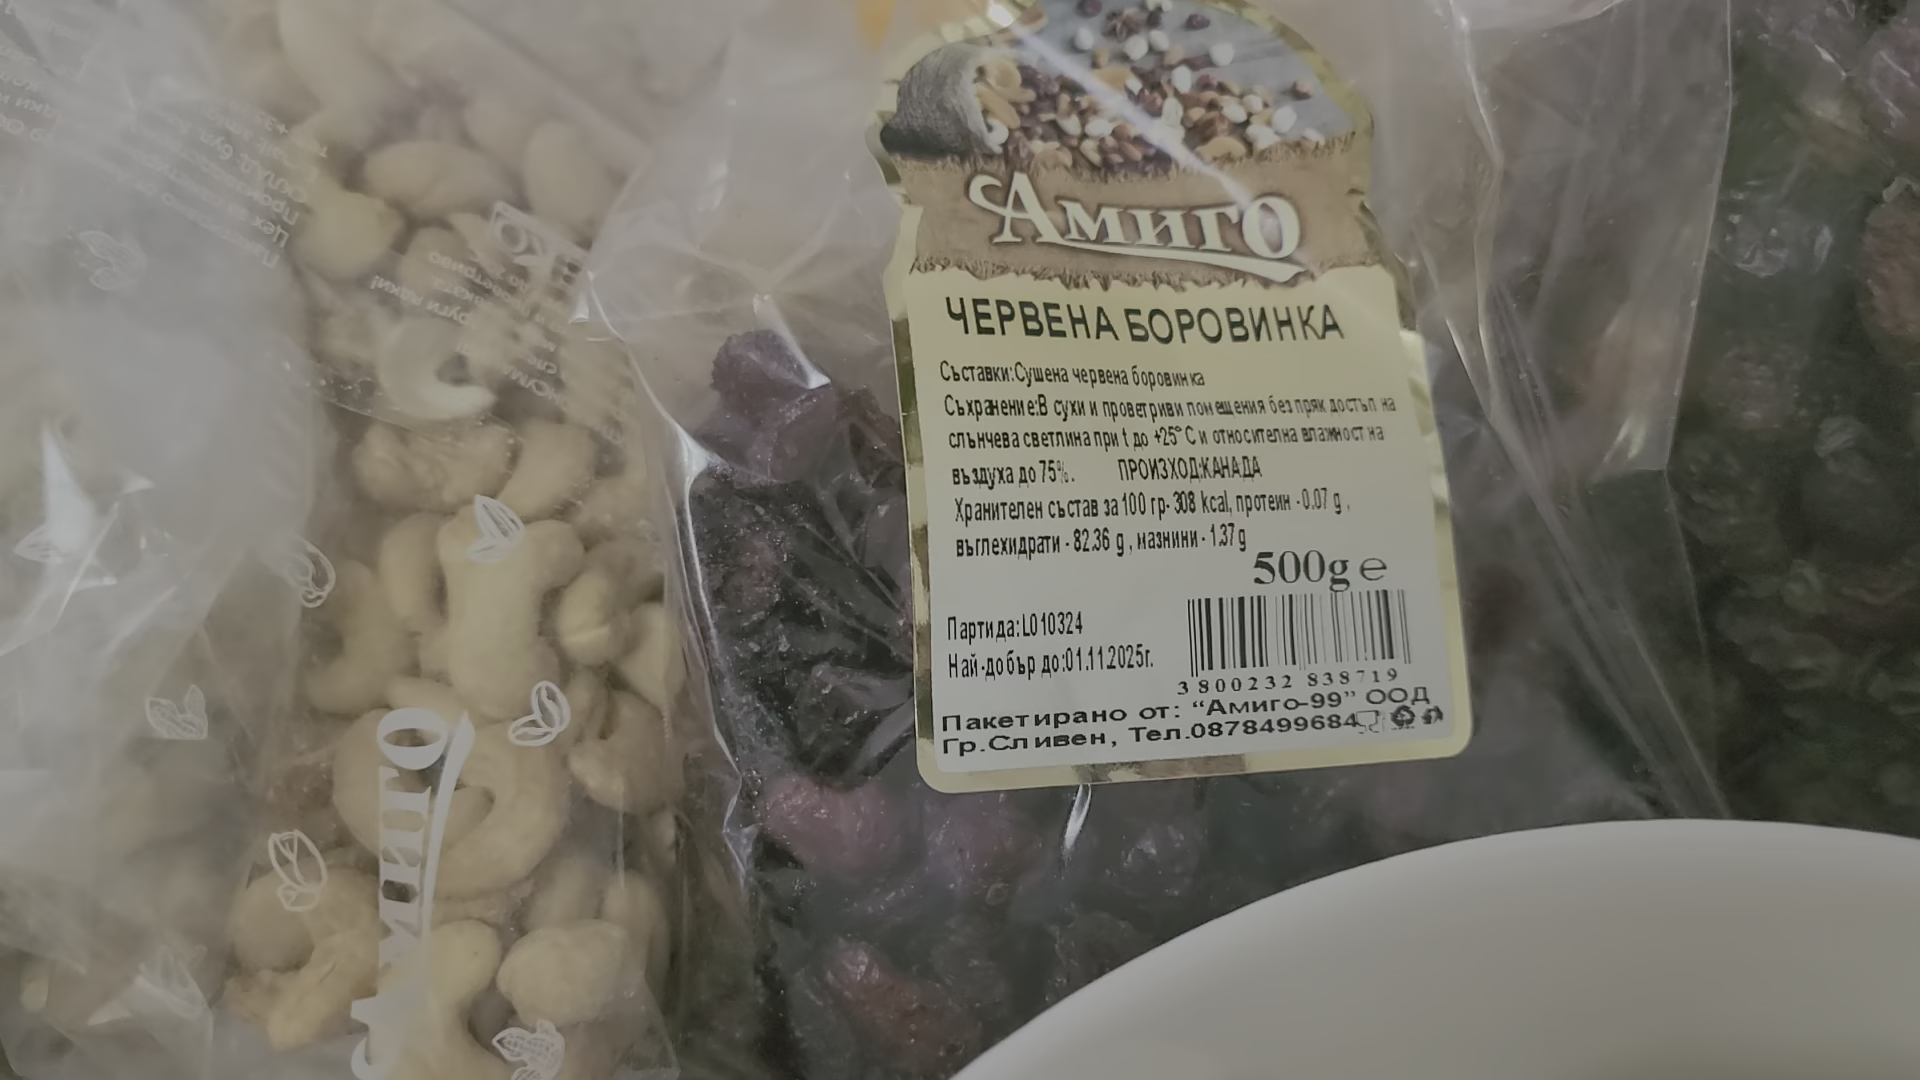 Амиго
ЧЕРВЕНА БОРОВИНКА
Съставки:Сушена червена боровинка
Съхранение:В сухи и проветриви помещения без пряк достъп на
слънчева светлина при t до +25°С и относителна влажност на
въздуха до 75%. ПРОИЗХОД:КАНАДА
Хранителен състав за 100 гр- 308 kcal, протеин -0.07 g ,
въглехидрати - 82.36 g , мазнини - 1.37 g
500g e
Партида:L010324
Най-добър до:01.11.2025г.
3 800232 838719
Пакетирано от: “Амиго-99” ООД
Гр.Сливен, Тел.0878499684
Амиго